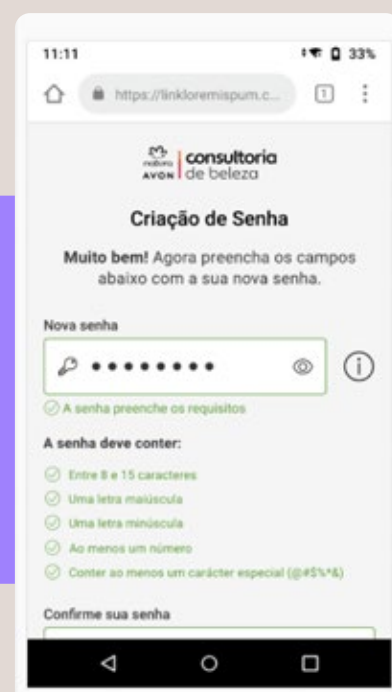 11:11 33%
https://linkloremispum.c... 1
natura
AVON
consultoria
de beleza
Criação de Senha
Muito bem! Agora preencha os campos
abaixo com a sua nova senha.
Nova senha
A senha preenche os requisitos
A senha deve conter:
Entre 8 e 15 caracteres
Uma letra maiúscula
Uma letra minúscula
Ao menos um número
Conter ao menos um carácter especial (@#$%*&)
Confirme sua senha